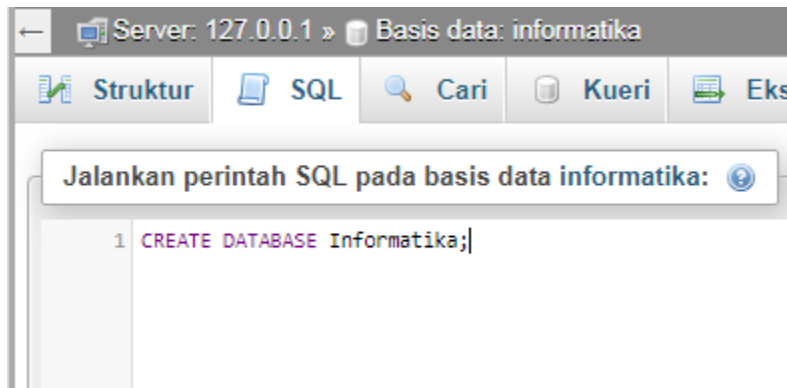 ← Server: 127.0.0.1 » Basis data: informatika
Struktur SQL Cari Kueri Eks
Jalankan perintah SQL pada basis data informatika:
1 CREATE DATABASE Informatika;